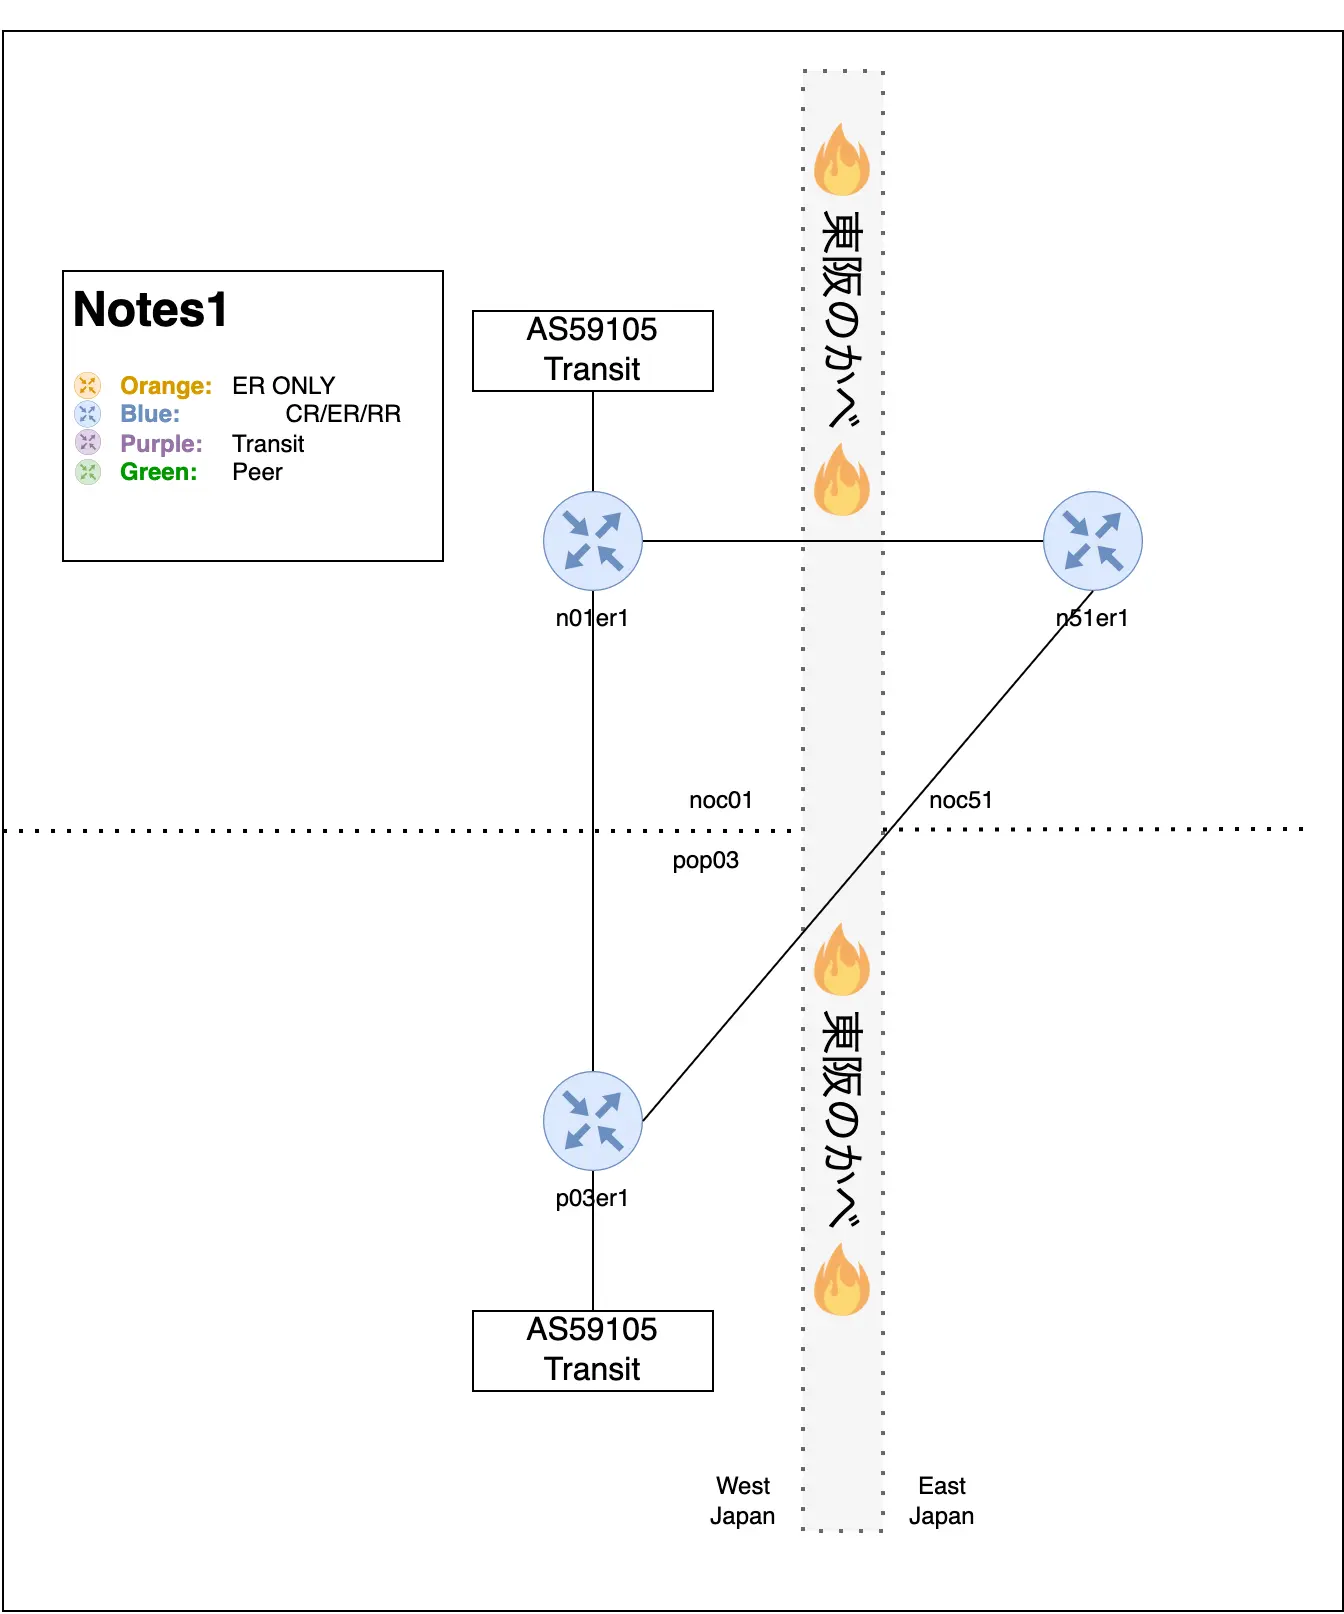 Notes1
Orange: ER ONLY
Blue: CR/ER/RR
Purple: Transit
Green: Peer
AS59105
Transit
東阪のかべ
n01er1
n51er1
noc01
noc51
pop03
東阪のかべ
p03er1
AS59105
Transit
West
Japan
East
Japan